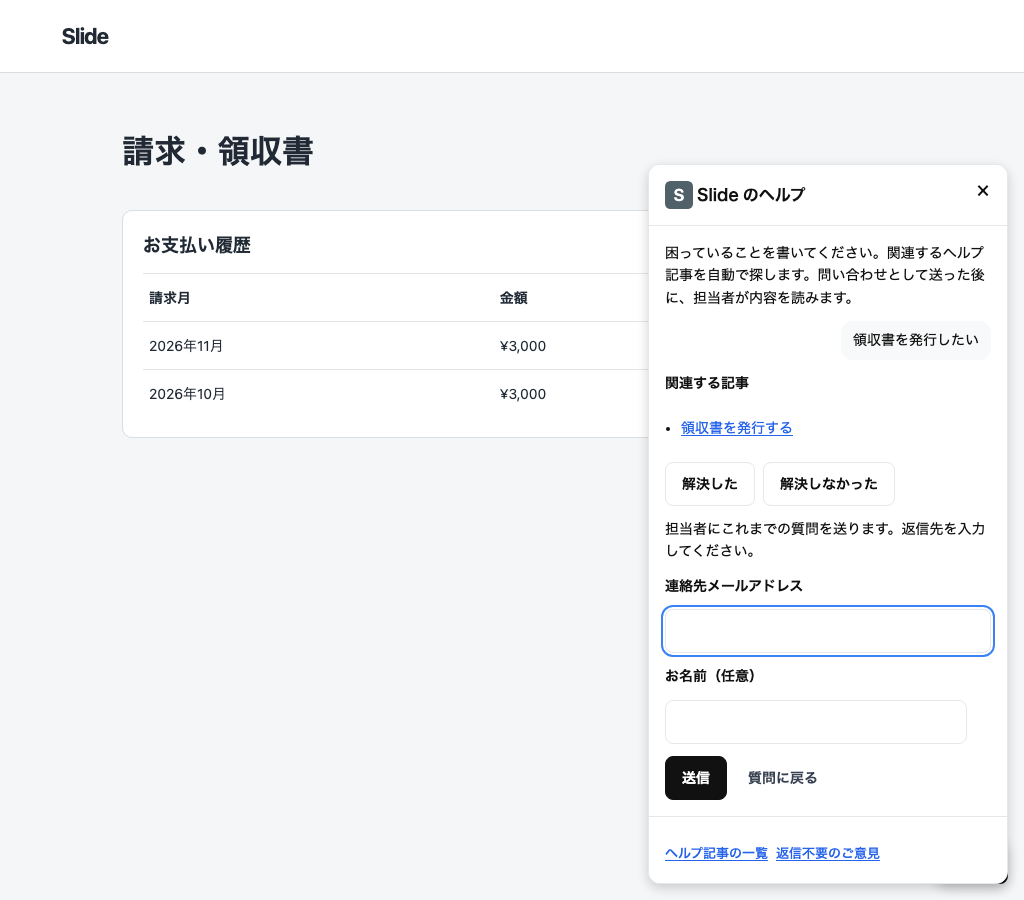 Slide
請求・領収書
お支払い履歴
請求月 金額
2026年11月 ¥3,000
2026年10月 ¥3,000
S Slide のヘルプ ×
困っていることを書いてください。関連するヘルプ
記事を自動で探します。問い合わせとして送った後
に、担当者が内容を読みます。
領収書を発行したい
関連する記事
• 領収書を発行する
解決した 解決しなかった
担当者にこれまでの質問を送ります。返信先を入力
してください。
連絡先メールアドレス
お名前（任意）
送信 質問に戻る
ヘルプ記事の一覧 返信不要のご意見